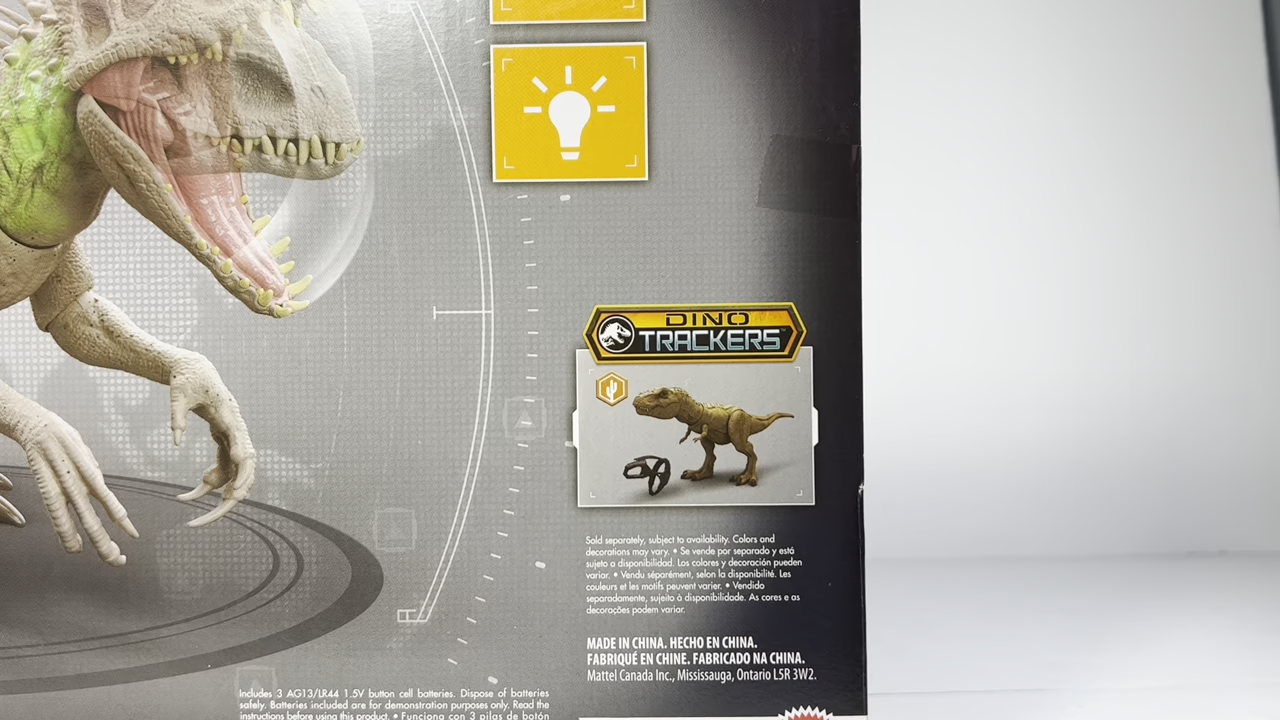 DINO
TRACKERS™
Sold separately, subject to availability. Colors and
decorations may vary. • Se vende por separado y está
sujeto a disponibilidad. Los colores y decoración pueden
variar. • Vendu séparément, selon la disponibilité. Les
couleurs et les motifs peuvent varier. • Vendido
separadamente, sujeito à disponibilidade. As cores e as
decorações podem variar.
MADE IN CHINA. HECHO EN CHINA.
FABRIQUÉ EN CHINE. FABRICADO NA CHINA.
Mattel Canada Inc., Mississauga, Ontario L5R 3W2.
Includes 3 AG13/LR44 1.5V button cell batteries. Dispose of batteries
safely. Batteries included are for demonstration purposes only. Read the
instructions before using this product. • Funciona con 3 pilas de botón